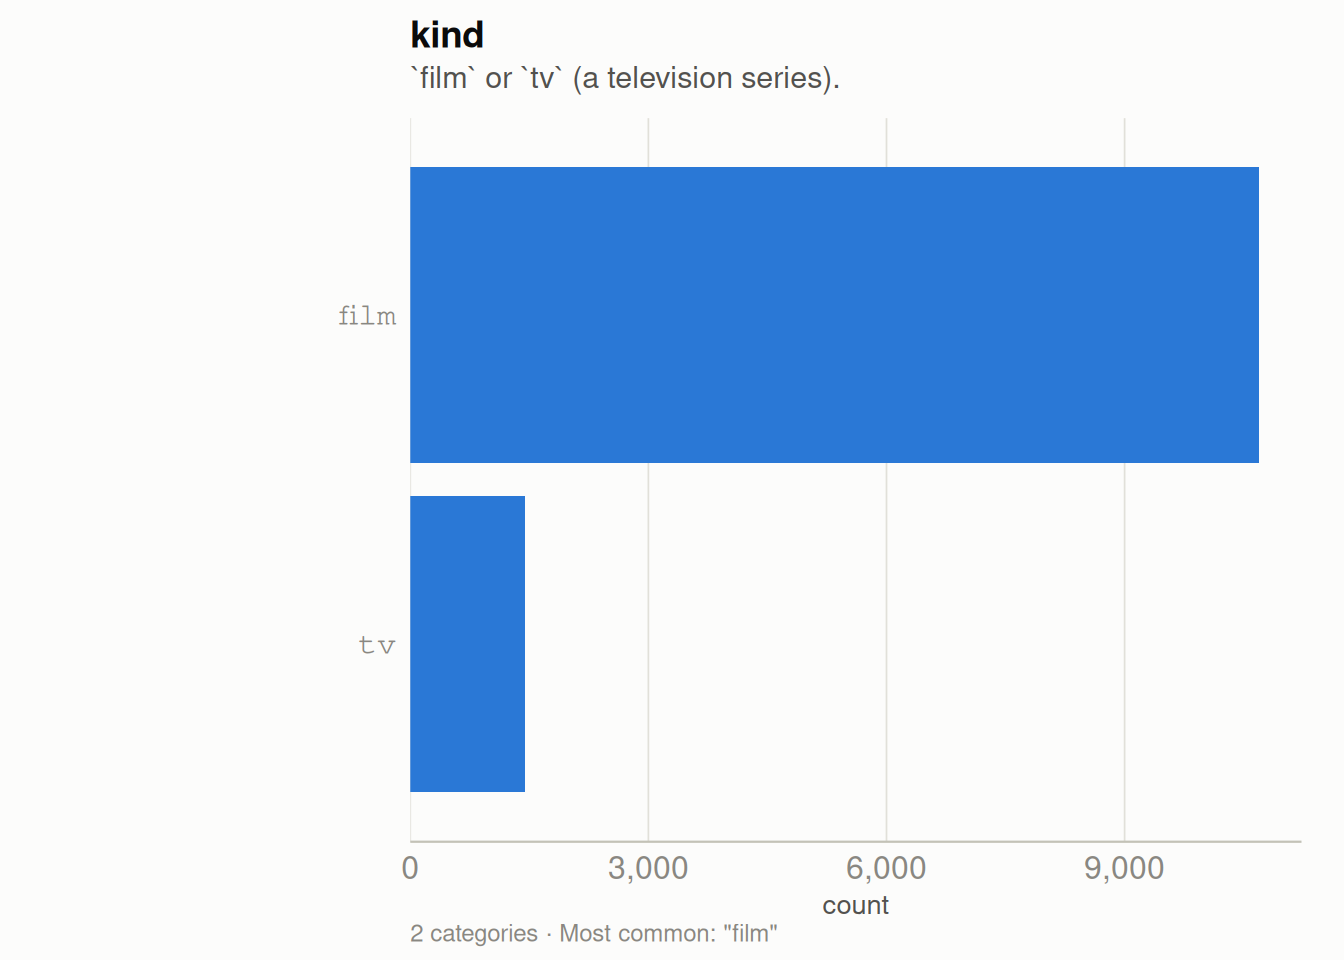 kind
`film` or `tv` (a television series).
film
tv
0 3,000 6,000 9,000
count
2 categories · Most common: "film"